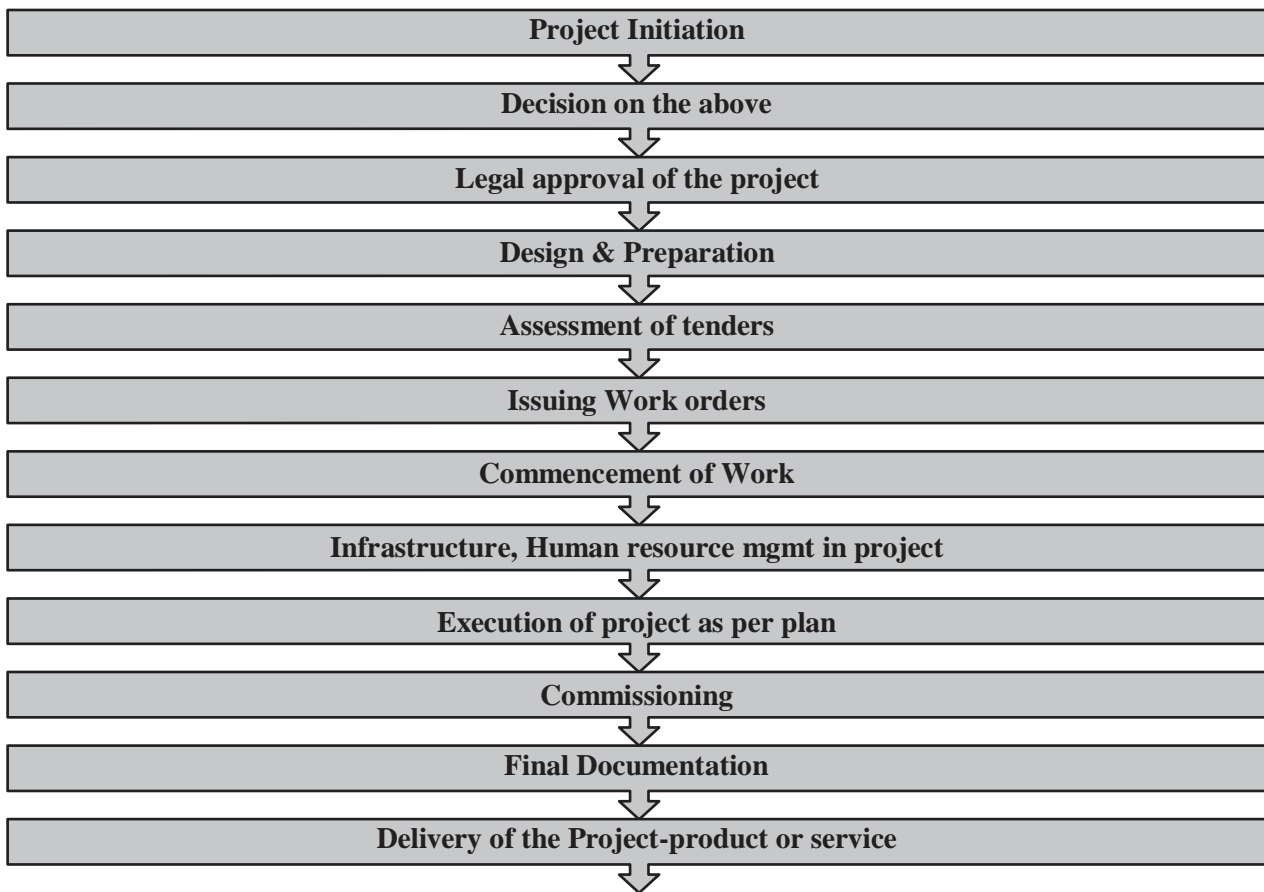 Project Initiation
Decision on the above
Legal approval of the project
Design & Preparation
Assessment of tenders
Issuing Work orders
Commencement of Work
Infrastructure, Human resource mgmt in project
Execution of project as per plan
Commissioning
Final Documentation
Delivery of the Project-product or service